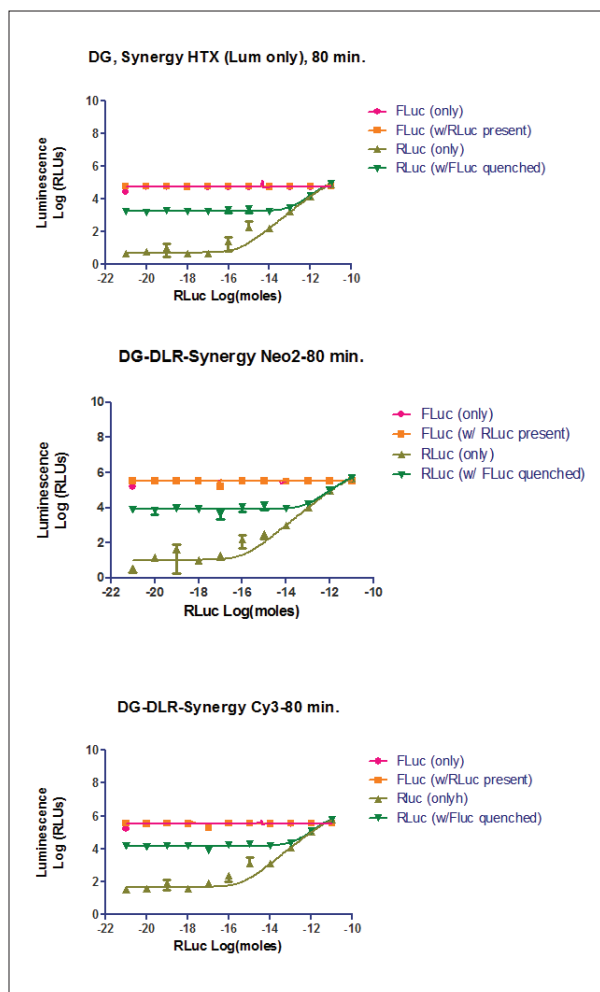 DG, Synergy HTX (Lum only), 80 min.
Luminescence
Log (RLUs)
10
8
6
4
2
0
-22
-20
-18
-16
-14
-12
-10
RLuc Log(moles)
FLuc (only)
FLuc (w/RLuc present)
RLuc (only)
RLuc (w/FLuc quenched)
DG-DLR-Synergy Neo2-80 min.
Luminescence
Log (RLUs)
10
8
6
4
2
0
-22
-20
-18
-16
-14
-12
-10
RLuc Log(moles)
FLuc (only)
FLuc (w/ RLuc present)
RLuc (only)
RLuc (w/ FLuc quenched)
DG-DLR-Synergy Cy3-80 min.
Luminescence
Log (RLUs)
10
8
6
4
2
0
-22
-20
-18
-16
-14
-12
-10
RLuc Log(moles)
FLuc (only)
FLuc (w/RLuc present)
Rluc (onlyh)
RLuc (w/Fluc quenched)